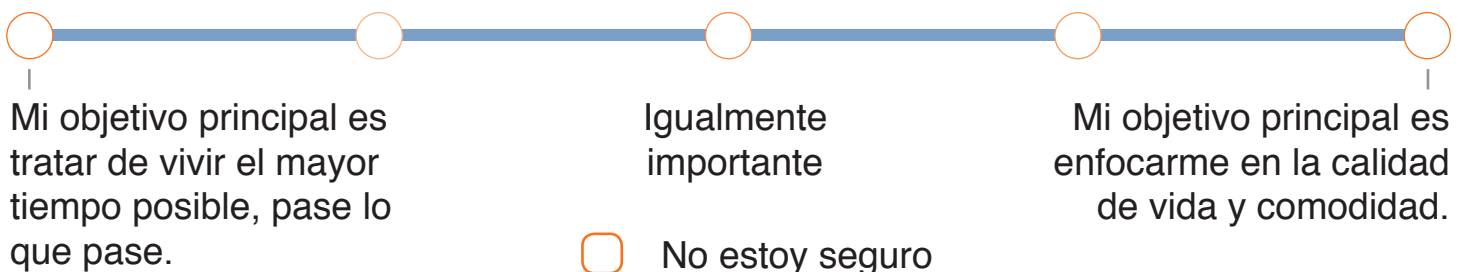 Mi objetivo principal es
tratar de vivir el mayor
tiempo posible, pase lo
que pase.
Igualmente
importante
Mi objetivo principal es
enfocarme en la calidad
de vida y comodidad.
No estoy seguro